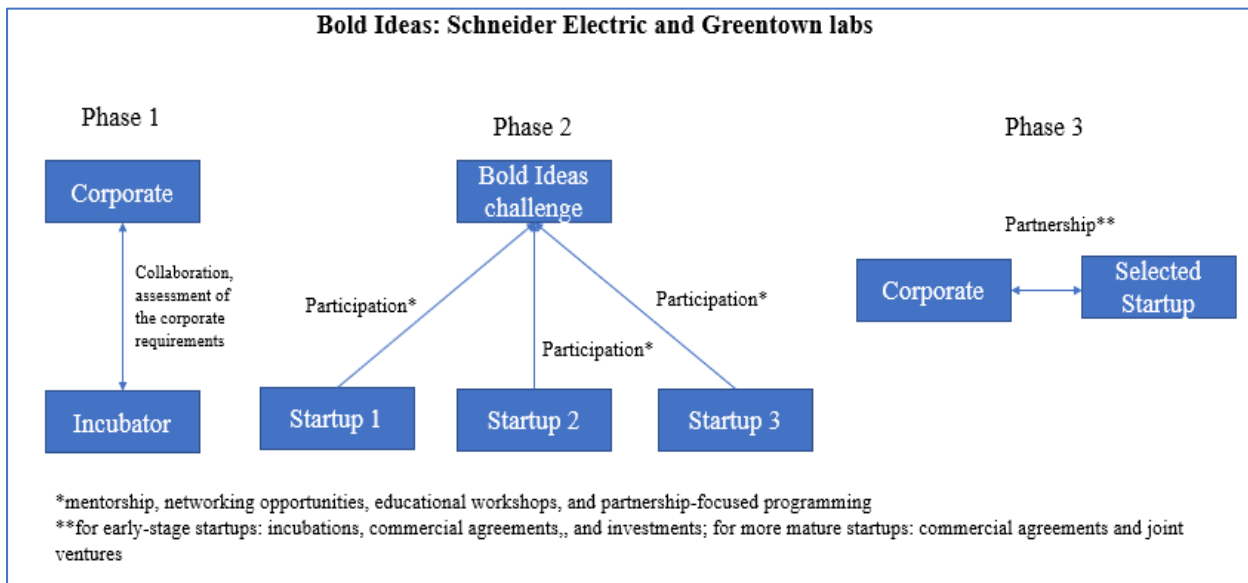 Bold Ideas: Schneider Electric and Greentown labs
Phase 1
Corporate
Collaboration,
assessment of
the corporate
requirements
Incubator
Phase 2
Bold Ideas
challenge
Participation*
Participation*
Participation*
Startup 1
Startup 2
Startup 3
Phase 3
Partnership**
Corporate
Selected
Startup
*mentorship, networking opportunities, educational workshops, and partnership-focused programming
**for early-stage startups: incubations, commercial agreements,, and investments; for more mature startups: commercial agreements and joint
ventures